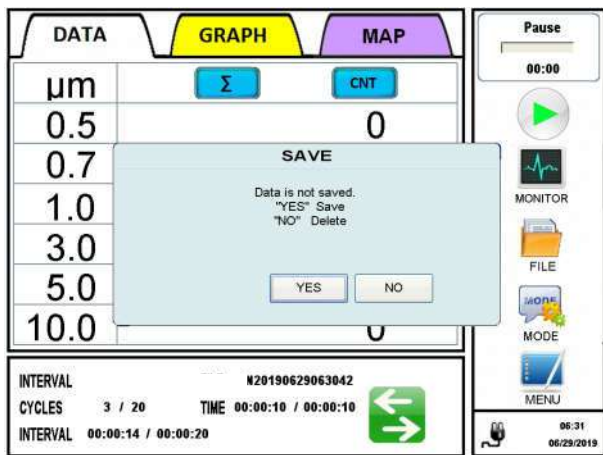 DATA GRAPH MAP
µm Σ CNT
0.5 0
0.7
1.0
3.0
5.0
10.0
SAVE
Data is not saved.
"YES" Save
"NO" Delete
YES NO
INTERVAL N20190629063042
CYCLES 3 / 20 TIME 00:00:10 / 00:00:10
INTERVAL 00:00:14 / 00:00:20
Pause
00:00
MONITOR
FILE
MODE
MODE
MENU
06:31
06/29/2019